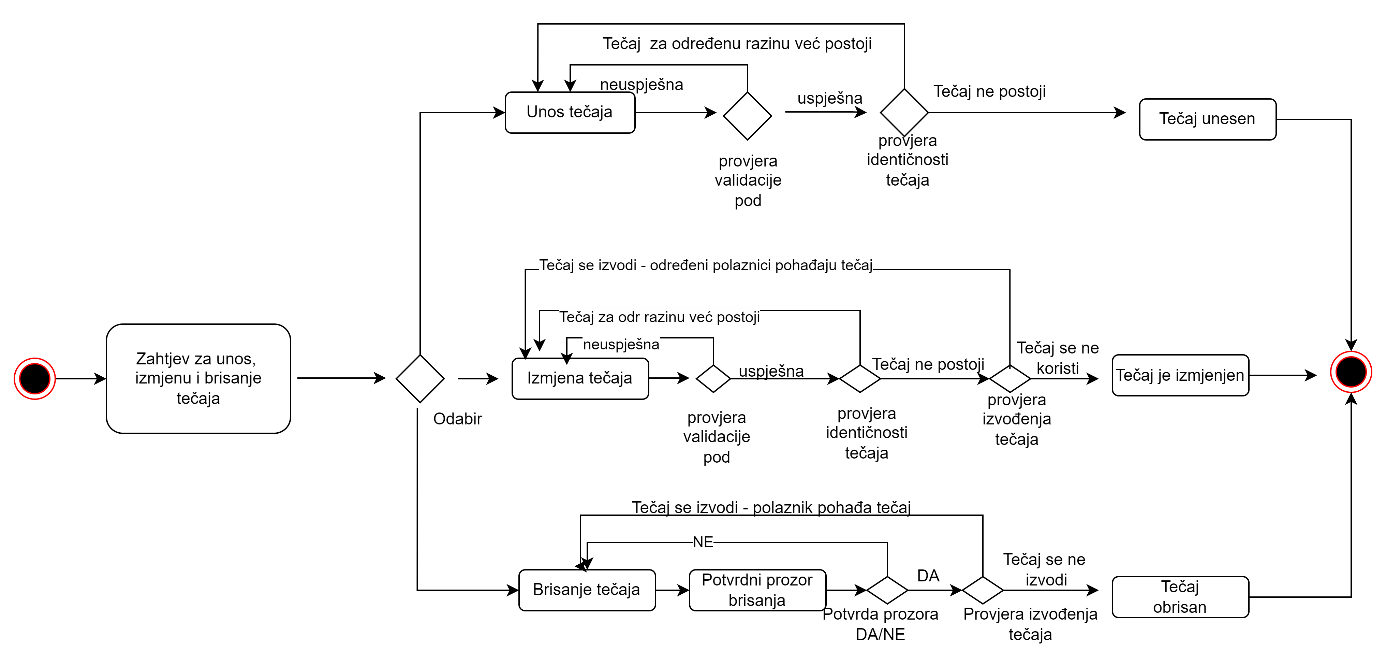 Tečaj za određenu razinu već postoji
neuspješna
Unos tečaja
uspješna
Tečaj ne postoji
Tečaj unesen
provjera
validacije
pod
provjera
identičnosti
tečaja
Zahtjev za unos,
izmjenu i brisanje
tečaja
Odabir
Tečaj se izvodi - određeni polaznici pohađaju tečaj
Tečaj za odr razinu već postoji
neuspješna
Izmjena tečaja
uspješna
Tečaj ne postoji
Tečaj se ne
koristi
Tečaj je izmjenjen
provjera
validacije
pod
provjera
identičnosti
tečaja
provjera
izvođenja
tečaja
Tečaj se izvodi - polaznik pohađa tečaj
NE
Brisanje tečaja
Potvrdni prozor
brisanja
DA
Tečaj se ne
izvodi
Tečaj
obrisan
Potvrda prozora
DA/NE
Provjera izvođenja
tečaja